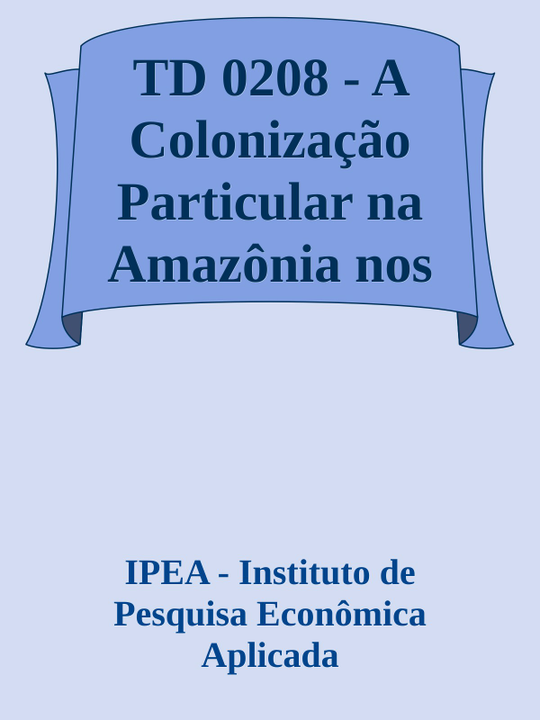 TD 0208 - A
Colonização
Particular na
Amazônia nos
IPEA - Instituto de
Pesquisa Econômica
Aplicada